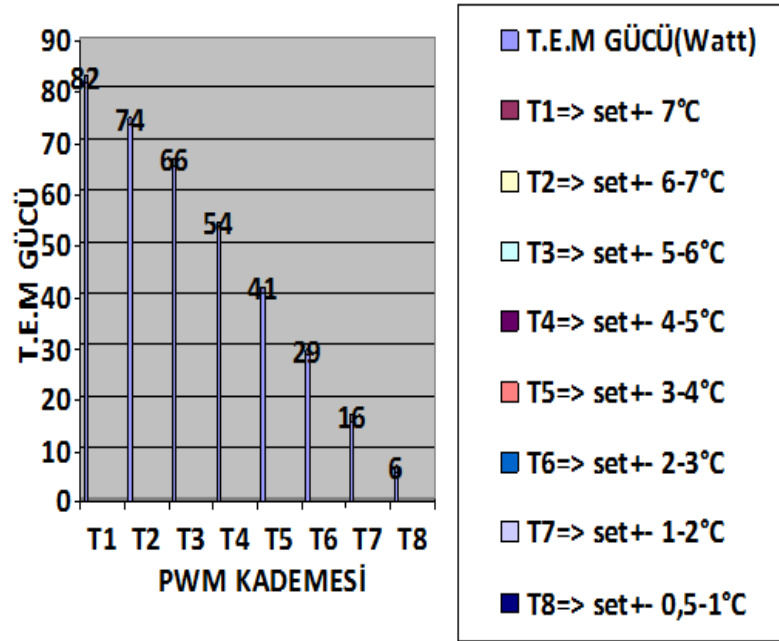 90
80
70
60
50
40
30
20
10
0
T.E.M GÜCÜ
82
74
66
54
41
29
16
6
T1 T2 T3 T4 T5 T6 T7 T8
PWM KADEMESİ
T.E.M GÜCÜ(Watt)
T1=> set+- 7°C
T2=> set+- 6-7°C
T3=> set+- 5-6°C
T4=> set+- 4-5°C
T5=> set+- 3-4°C
T6=> set+- 2-3°C
T7=> set+- 1-2°C
T8=> set+- 0,5-1°C